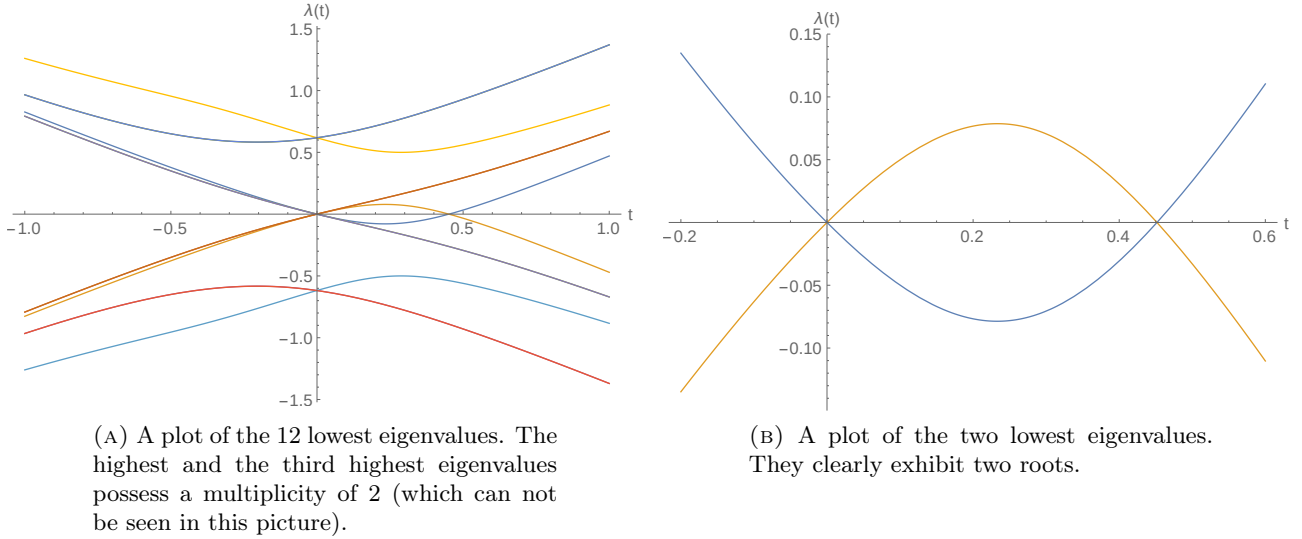 λ(t)
1.5
1.0
0.5
−1.0 −0.5 0.5 1.0 t
−0.5
−1.0
−1.5
(A) A plot of the 12 lowest eigenvalues. The
highest and the third highest eigenvalues
possess a multiplicity of 2 (which can not
be seen in this picture).
λ(t)
0.15
0.10
0.05
−0.2 0.2 0.4 0.6 t
−0.05
−0.10
(B) A plot of the two lowest eigenvalues.
They clearly exhibit two roots.